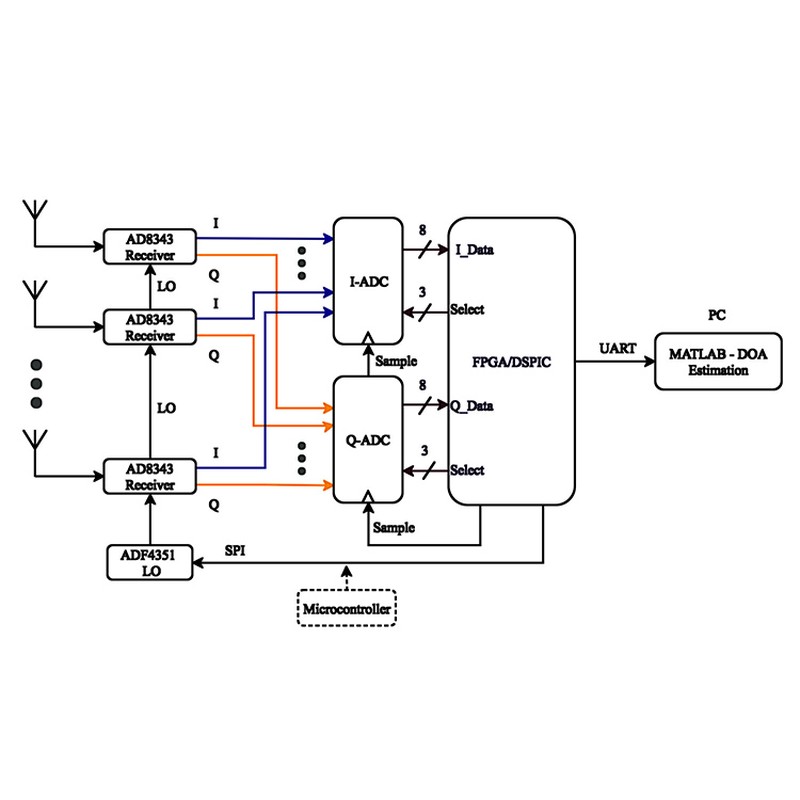 I
8
AD8343
Receiver
I_Data
Q
I-ADC
LO
I
3
Select
AD8343
Receiver
PC
Q
Sample
FPGA/DSPIC
UART
MATLAB - DOA
Estimation
8
LO
Q_Data
Q-ADC
I
3
AD8343
Receiver
Select
Q
Sample
ADF4351
LO
SPI
Microcontroller